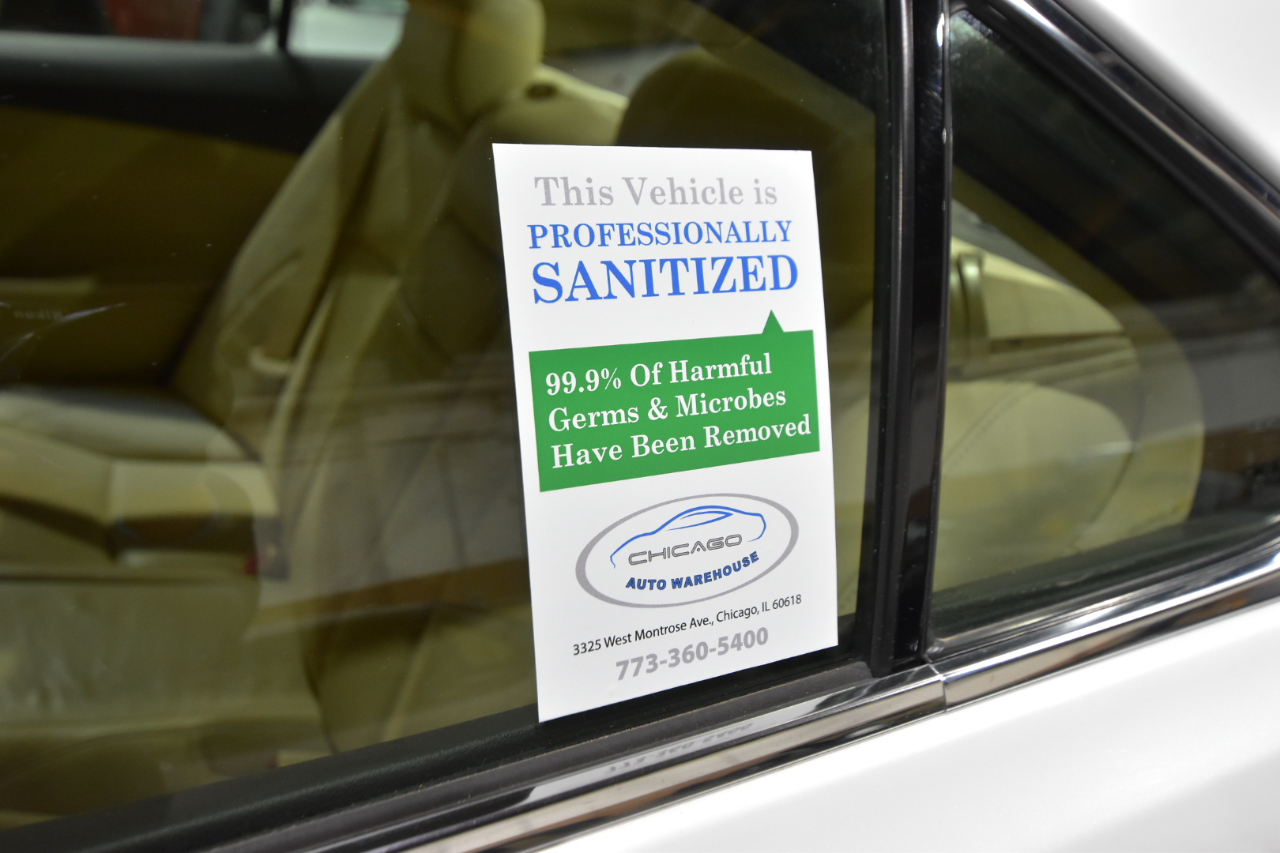 This Vehicle is
PROFESSIONALLY
SANITIZED
99.9% Of Harmful
Germs & Microbes
Have Been Removed
CHICAGO
AUTO WAREHOUSE
3325 West Montrose Ave., Chicago, IL 60618
773-360-5400